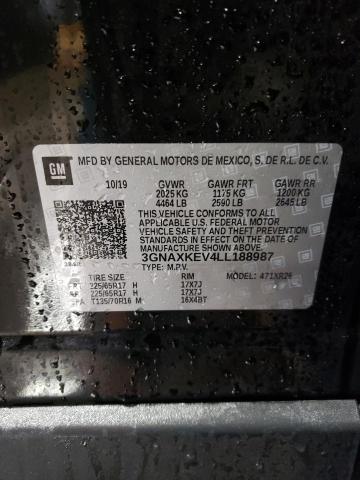 GM
MFD BY GENERAL MOTORS DE MEXICO, S. DE R.L. DE C.V.
10/19 GVWR GAWR FRT GAWR RR
2025 KG 1175 KG 1200 KG
4464 LB 2590 LB 2645 LB
THIS VEHICLE CONFORMS TO ALL
APPLICABLE U.S. FEDERAL MOTOR
VEHICLE SAFETY AND THEFT PREVENTION
STANDARDS IN EFFECT ON THE DATE OF
MANUFACTURE SHOWN ABOVE.
3GNAXKEV4LL188987
TYPE: M.P.V. MODEL: 471XR26
TIRE SIZE RIM
FRT 225/65R17 H 17X7J
RR 225/65R17 H 17X7J
SPA T135/70R16 M 16X4BT